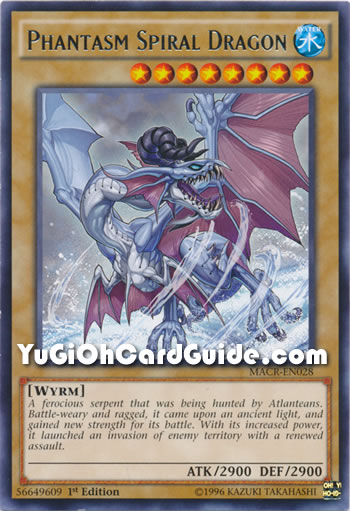 PHANTASM SPIRAL DRAGON
WATER
水
YuGiOhCardGuide.com
MACR-EN028
[WYRM]
A ferocious serpent that was being hunted by Atlanteans.
Battle-weary and ragged, it came upon an ancient light, and
gained new strength for its battle. With its increased power,
it launched an invasion of enemy territory with a renewed
assault.
ATK/2900 DEF/2900
56649609 1st Edition ©1996 KAZUKI TAKAHASHI